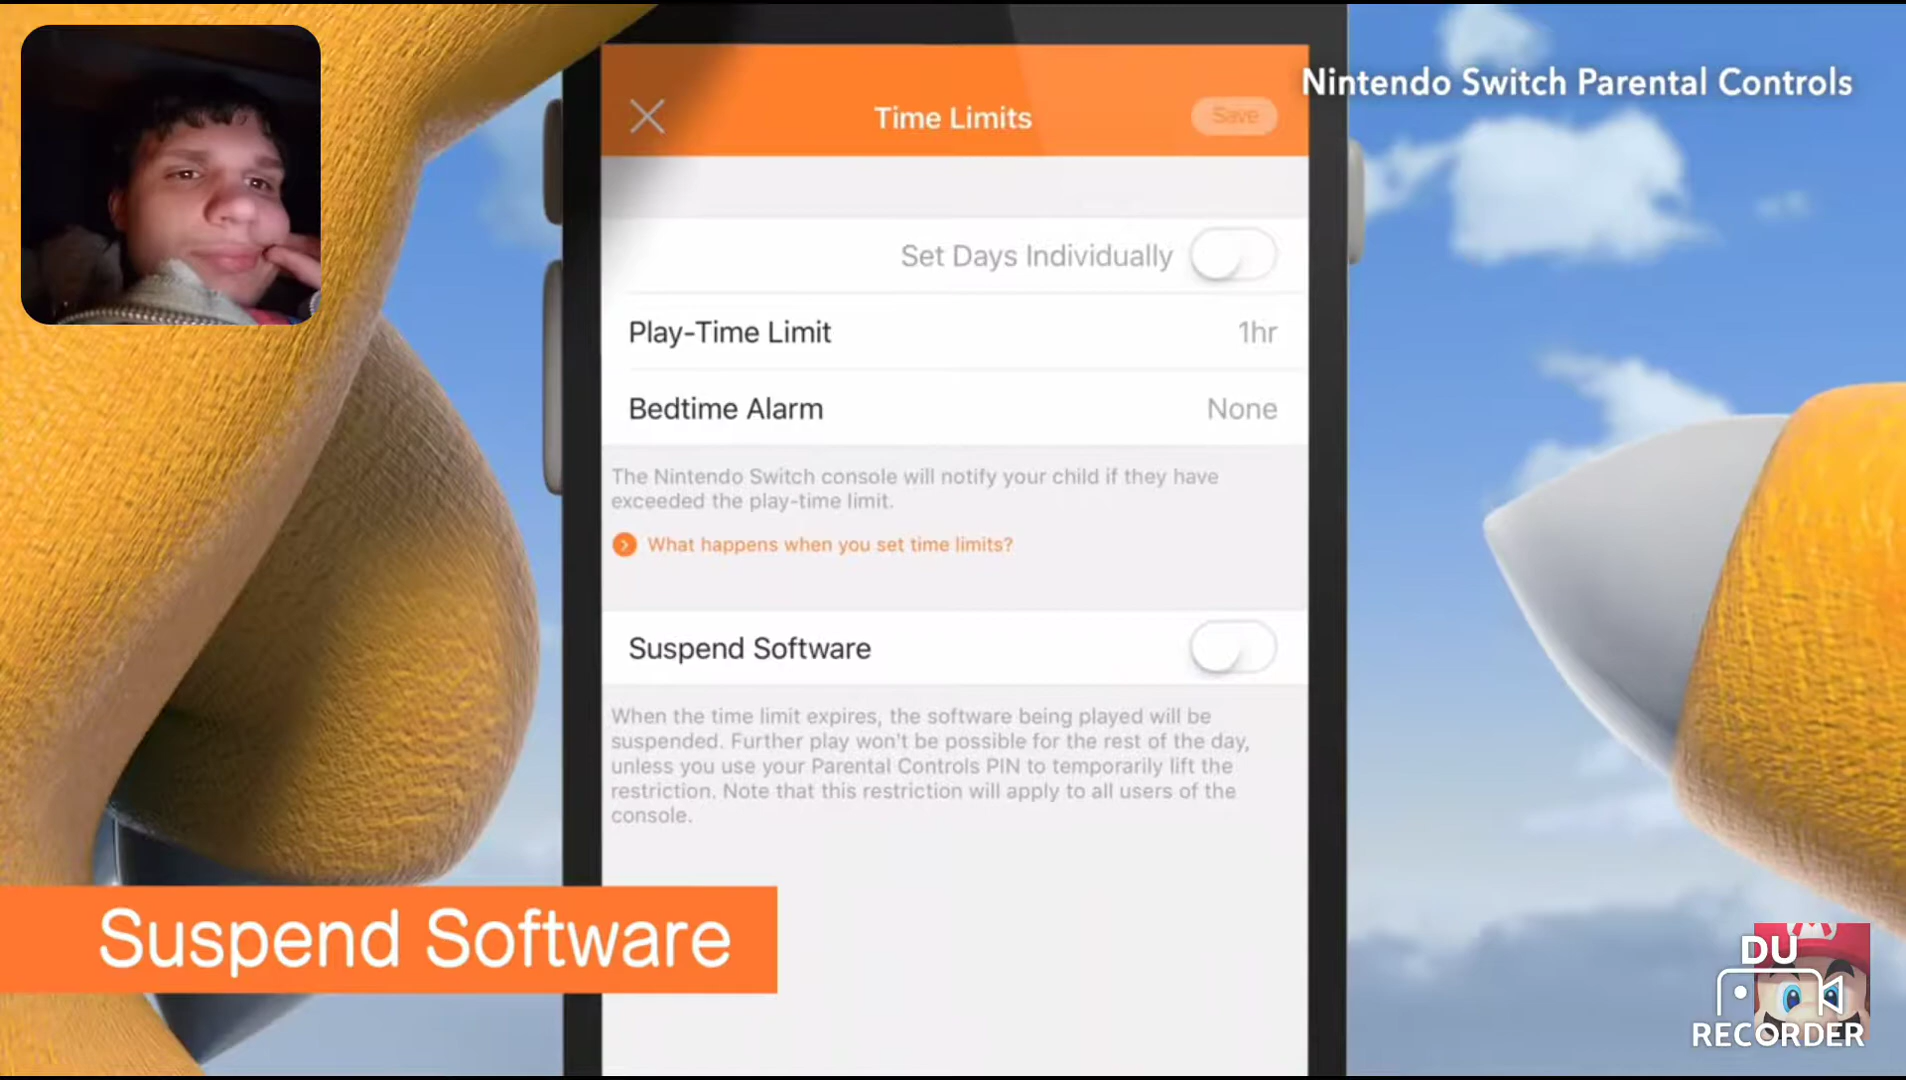 Nintendo Switch Parental Controls
Time Limits
Save
Set Days Individually
Play-Time Limit
1hr
Bedtime Alarm
None
The Nintendo Switch console will notify your child if they have
exceeded the play-time limit.
What happens when you set time limits?
Suspend Software
When the time limit expires, the software being played will be
suspended. Further play won't be possible for the rest of the day,
unless you use your Parental Controls PIN to temporarily lift the
restriction. Note that this restriction will apply to all users of the
console.
Suspend Software
M
DU
RECORDER